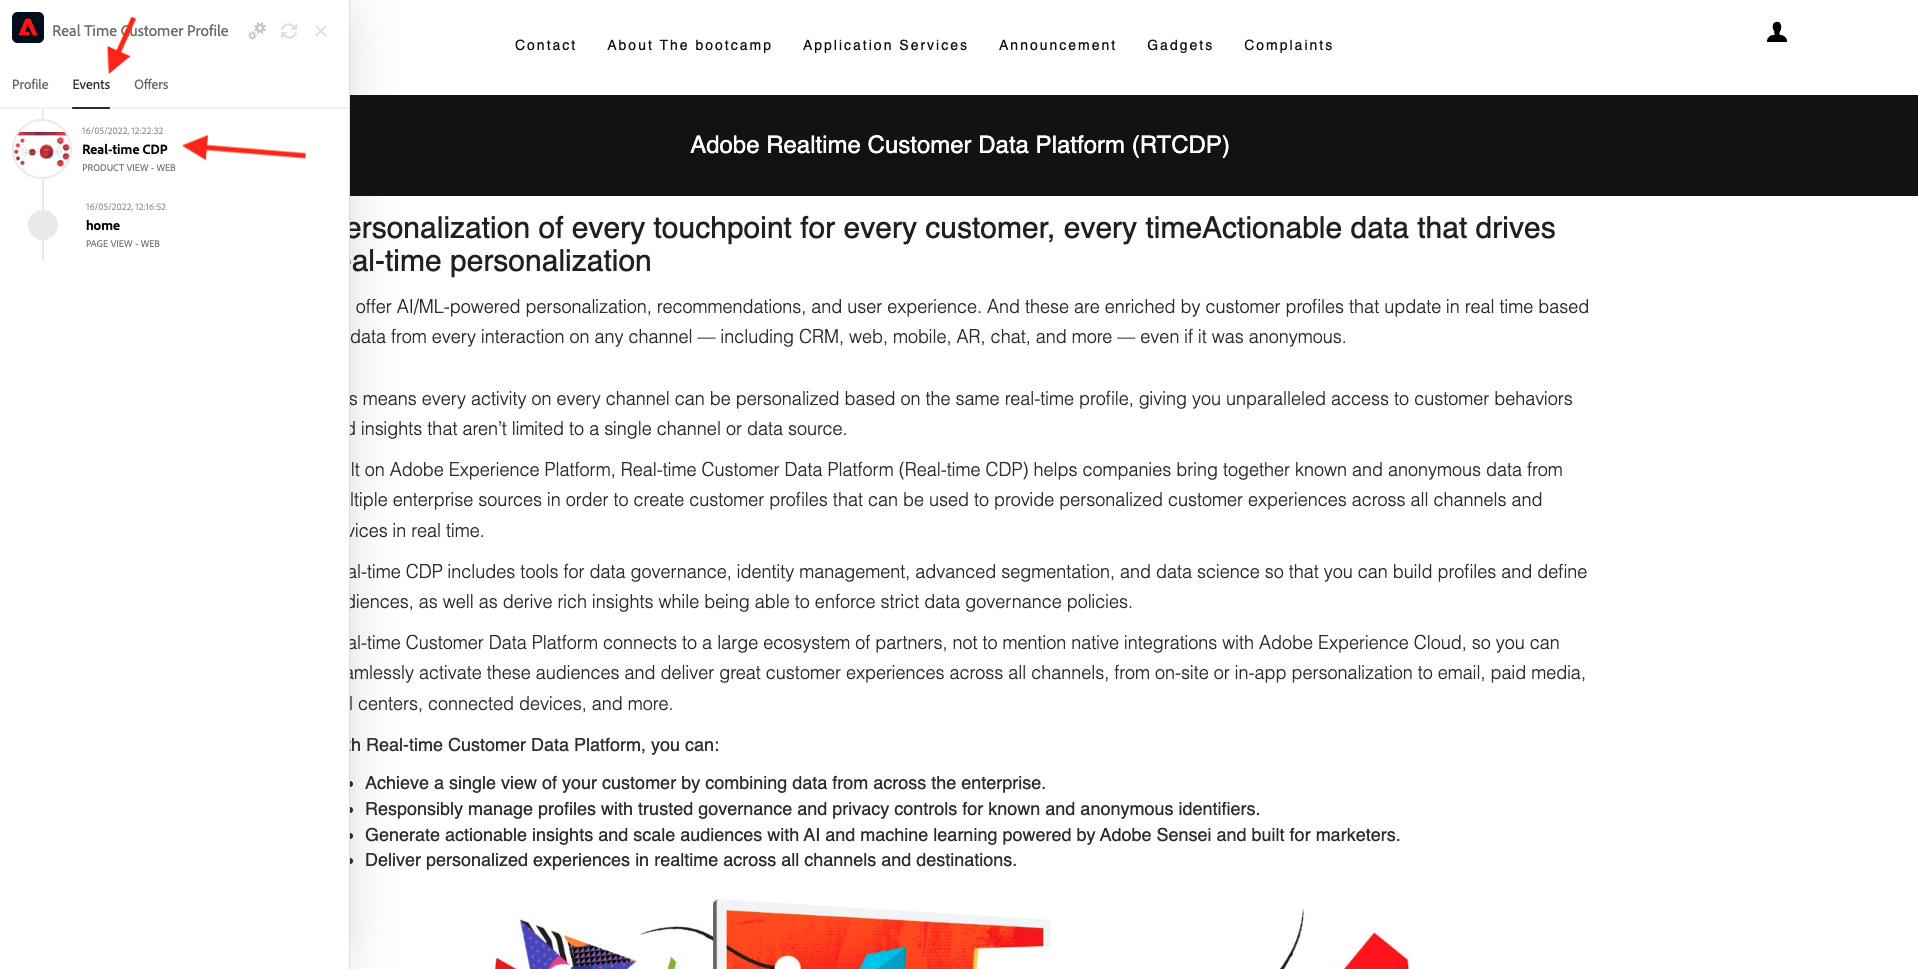 Real Time Customer Profile
Profile
Events
Offers
16/05/2022, 12:22:32
Real-time CDP
PRODUCT VIEW - WEB
16/05/2022, 12:16:52
home
PAGE VIEW - WEB
Contact
About The bootcamp
Application Services
Announcement
Gadgets
Complaints
Adobe Realtime Customer Data Platform (RTCDP)
ersonalization of every touchpoint for every customer, every timeActionable data that drives
al-time personalization
offer AI/ML-powered personalization, recommendations, and user experience. And these are enriched by customer profiles that update in real time based
data from every interaction on any channel — including CRM, web, mobile, AR, chat, and more — even if it was anonymous.
s means every activity on every channel can be personalized based on the same real-time profile, giving you unparalleled access to customer behaviors
d insights that aren’t limited to a single channel or data source.
lt on Adobe Experience Platform, Real-time Customer Data Platform (Real-time CDP) helps companies bring together known and anonymous data from
ltiple enterprise sources in order to create customer profiles that can be used to provide personalized customer experiences across all channels and
vices in real time.
al-time CDP includes tools for data governance, identity management, advanced segmentation, and data science so that you can build profiles and define
diences, as well as derive rich insights while being able to enforce strict data governance policies.
al-time Customer Data Platform connects to a large ecosystem of partners, not to mention native integrations with Adobe Experience Cloud, so you can
amlessly activate these audiences and deliver great customer experiences across all channels, from on-site or in-app personalization to email, paid media,
l centers, connected devices, and more.
h Real-time Customer Data Platform, you can:
• Achieve a single view of your customer by combining data from across the enterprise.
• Responsibly manage profiles with trusted governance and privacy controls for known and anonymous identifiers.
• Generate actionable insights and scale audiences with AI and machine learning powered by Adobe Sensei and built for marketers.
• Deliver personalized experiences in realtime across all channels and destinations.